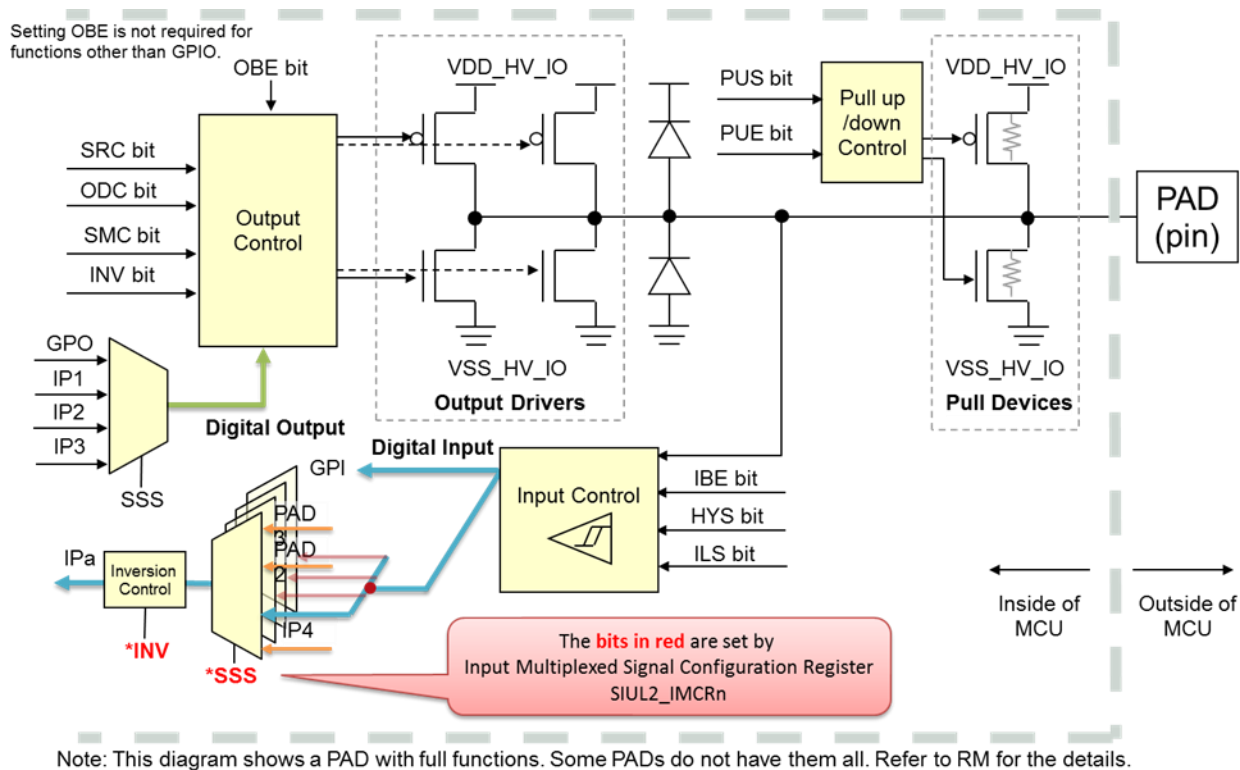 Setting OBE is not required for
functions other than GPIO.
OBE bit
SRC bit
ODC bit
SMC bit
INV bit
Output
Control
VDD_HV_IO
VSS_HV_IO
Output Drivers
PUS bit
PUE bit
Pull up
/down
Control
VDD_HV_IO
VSS_HV_IO
Pull Devices
PAD
(pin)
GPO
IP1
IP2
IP3
SSS
Digital Output
Digital Input
GPI
Input Control
IBE bit
HYS bit
ILS bit
PAD
3
PAD
2
IP4
IPa
Inversion
Control
*INV
*SSS
The bits in red are set by
Input Multiplexed Signal Configuration Register
SIUL2_IMCRn
Inside of
MCU
Outside of
MCU
Note: This diagram shows a PAD with full functions. Some PADs do not have them all. Refer to RM for the details.